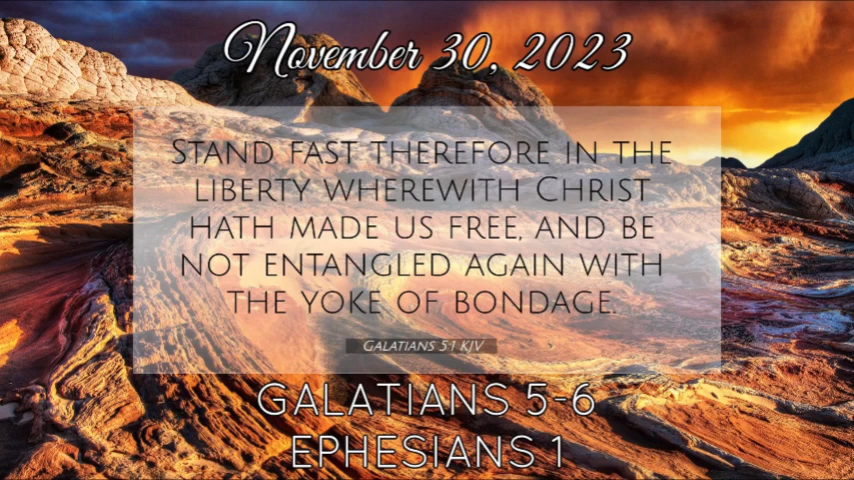 November 30, 2023
Stand fast therefore in the
liberty wherewith Christ
hath made us free, and be
not entangled again with
the yoke of bondage.
Galatians 5:1 KJV
GALATIANS 5-6
EPHESIANS 1